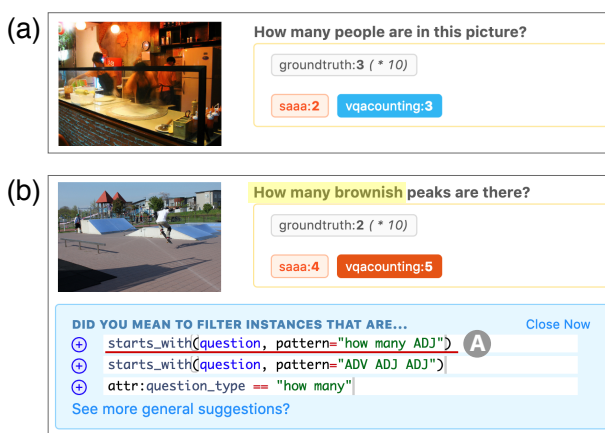 (a)
How many people are in this picture?
groundtruth:3 ( * 10)
saaa:2 vqacounting:3
(b)
How many brownish peaks are there?
groundtruth:2 ( * 10)
saaa:4 vqacounting:5
DID YOU MEAN TO FILTER INSTANCES THAT ARE... Close Now
starts_with(question, pattern="how many ADJ") A
starts_with(question, pattern="ADV ADJ ADJ")
attr:question_type == "how many"
See more general suggestions?